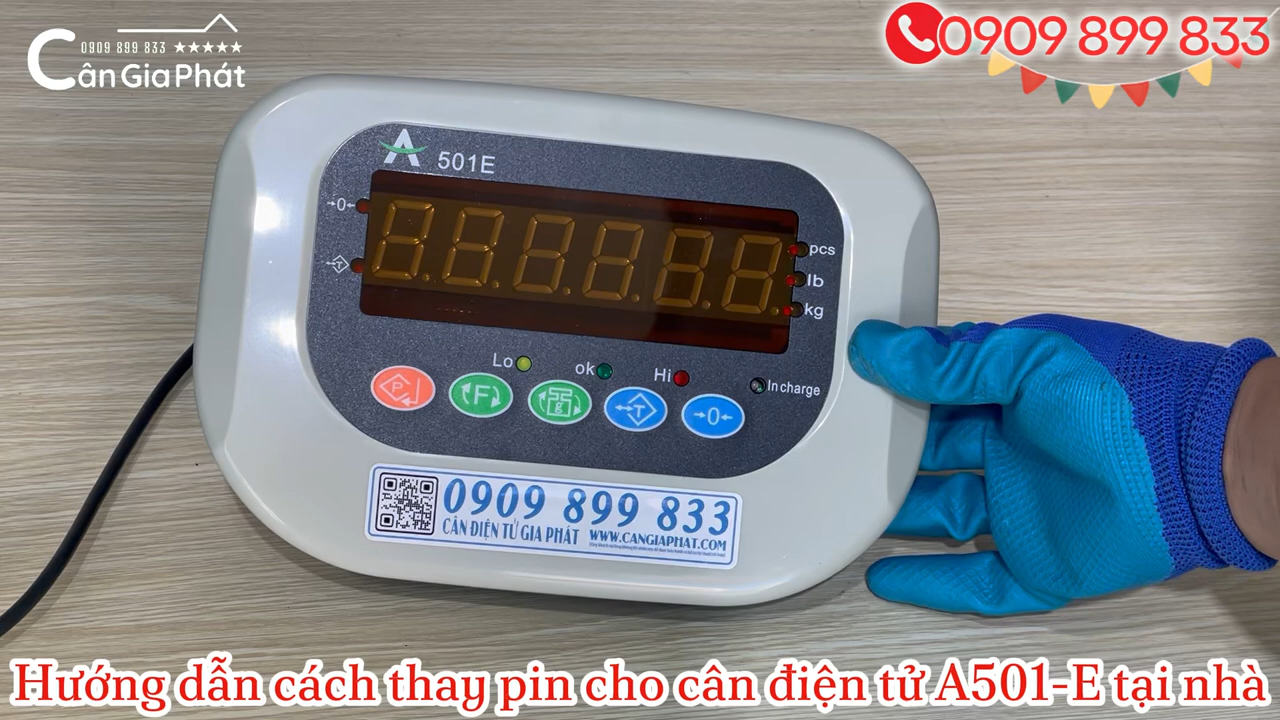 0909 899 833
Cân Gia Phát
0909 899 833
501E
→0←
→T←
pcs
lb
kg
Lo
ok
Hi
In charge
P
F
g
→T←
→0←
0909 899 833
CÂN ĐIỆN TỬ GIA PHÁT WWW.CANGIAPHAT.COM
Hướng dẫn cách thay pin cho cân điện tử A501-E tại nhà